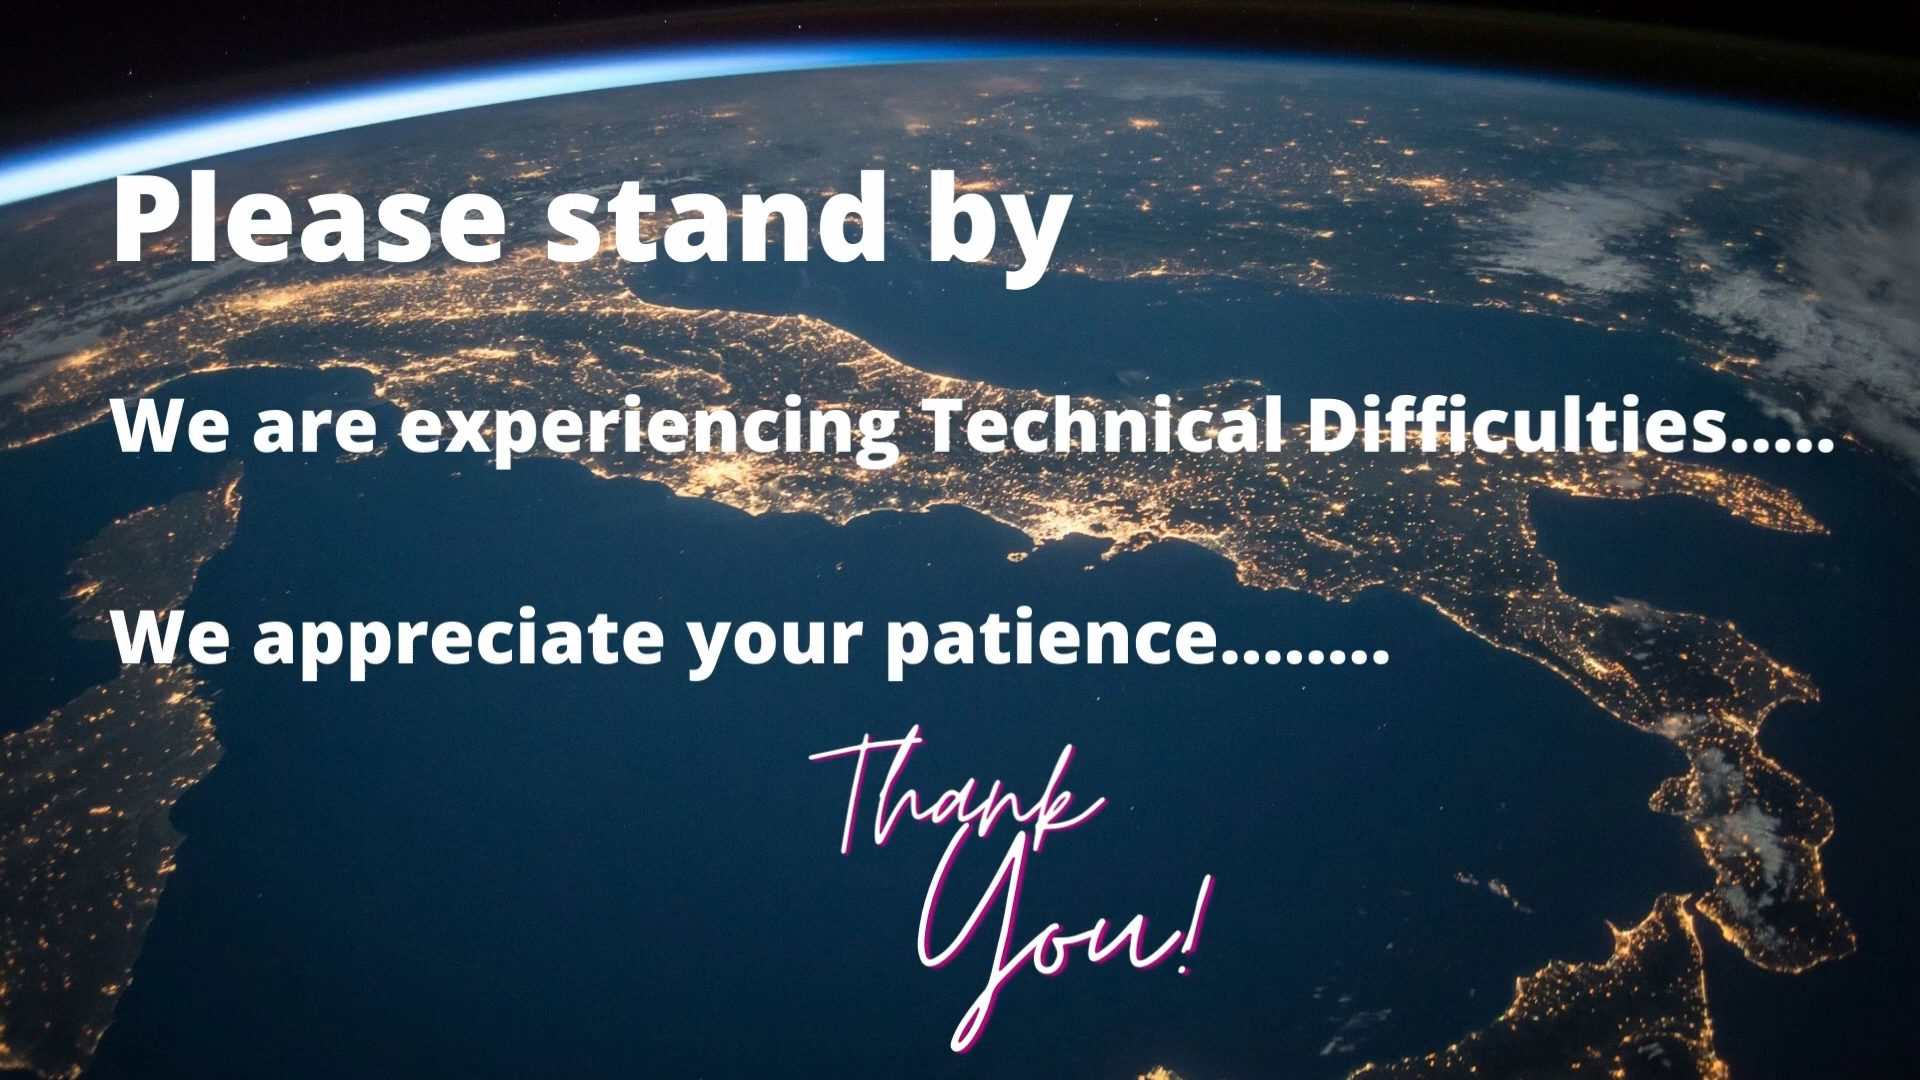 Please stand by
We are experiencing Technical Difficulties.....
We appreciate your patience........
Thank
You!